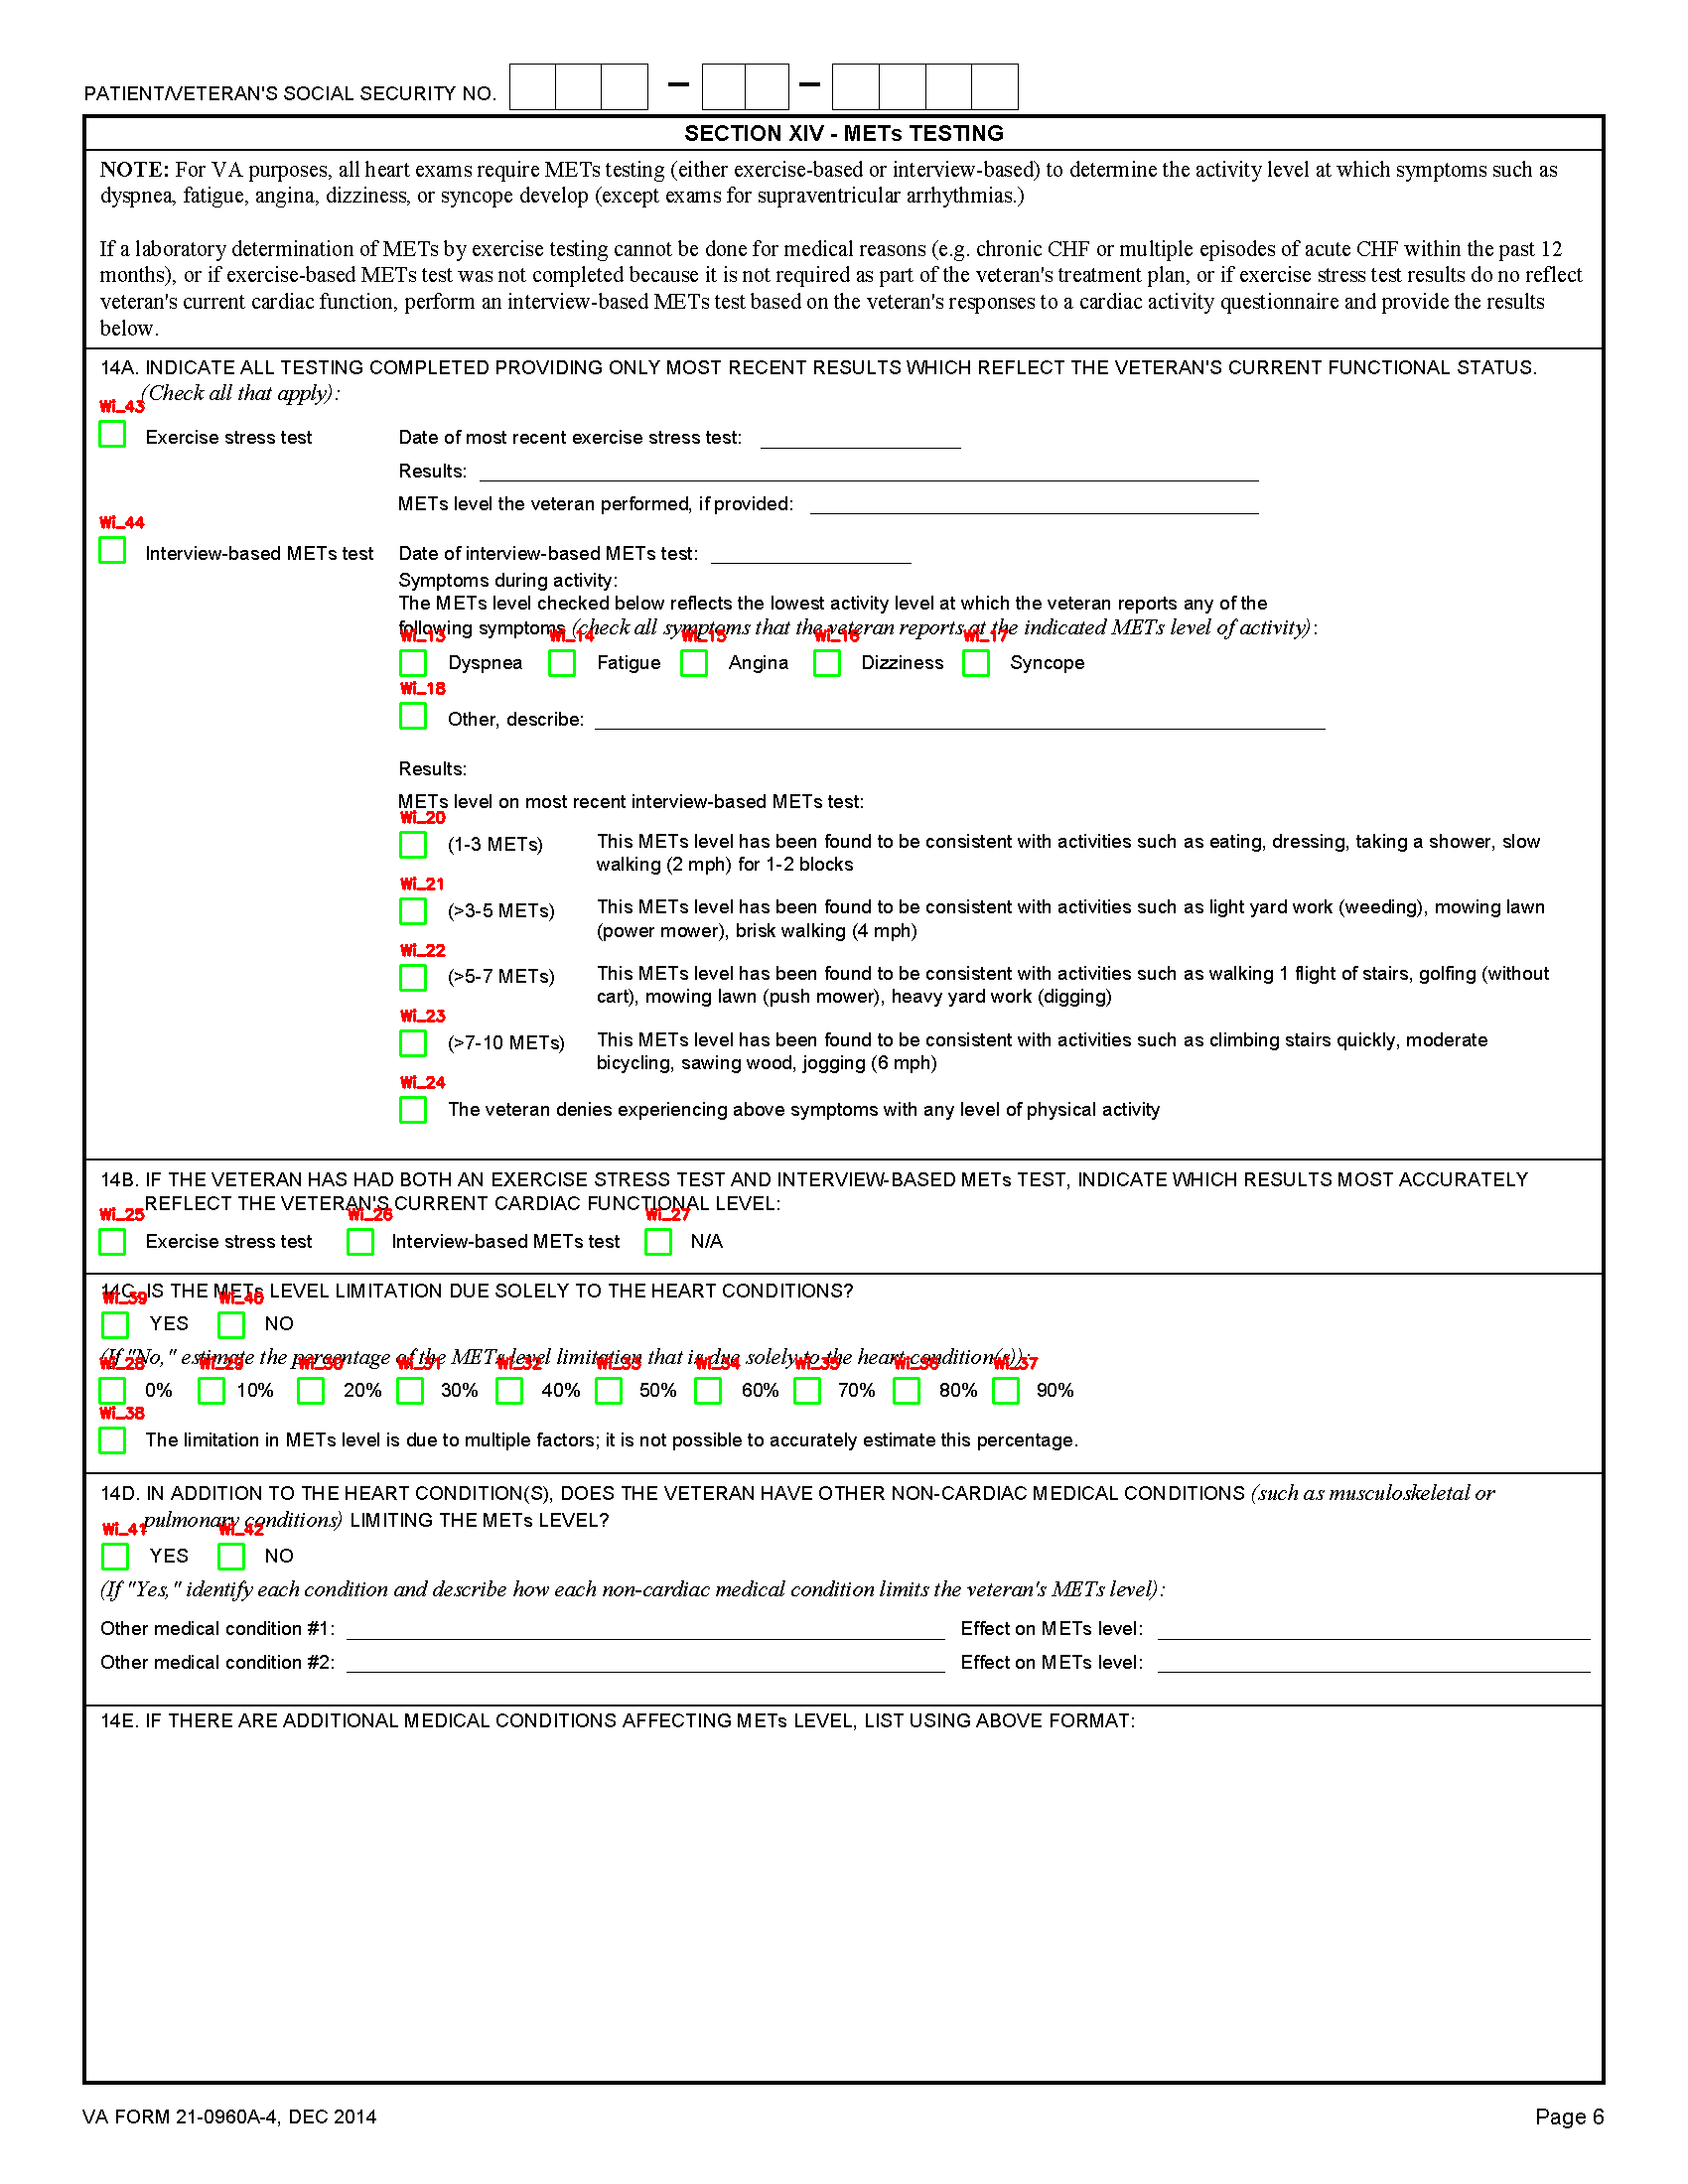 PATIENT/VETERAN'S SOCIAL SECURITY NO.
SECTION XIV - METs TESTING
NOTE: For VA purposes, all heart exams require METs testing (either exercise-based or interview-based) to determine the activity level at which symptoms such as
dyspnea, fatigue, angina, dizziness, or syncope develop (except exams for supraventricular arrhythmias.)
If a laboratory determination of METs by exercise testing cannot be done for medical reasons (e.g. chronic CHF or multiple episodes of acute CHF within the past 12
months), or if exercise-based METs test was not completed because it is not required as part of the veteran's treatment plan, or if exercise stress test results do no reflect
veteran's current cardiac function, perform an interview-based METs test based on the veteran's responses to a cardiac activity questionnaire and provide the results
below.
14A. INDICATE ALL TESTING COMPLETED PROVIDING ONLY MOST RECENT RESULTS WHICH REFLECT THE VETERAN'S CURRENT FUNCTIONAL STATUS.
(Check all that apply):
Wi_43
Exercise stress test Date of most recent exercise stress test:
Results:
METs level the veteran performed, if provided:
Wi_44
Interview-based METs test Date of interview-based METs test:
Symptoms during activity:
The METs level checked below reflects the lowest activity level at which the veteran reports any of the
following symptoms (check all symptoms that the veteran reports at the indicated METs level of activity):
Wi_13 Wi_14 Wi_15 Wi_16 Wi_17
Dyspnea Fatigue Angina Dizziness Syncope
Wi_18
Other, describe:
Results:
METs level on most recent interview-based METs test:
Wi_20
(1-3 METs) This METs level has been found to be consistent with activities such as eating, dressing, taking a shower, slow
walking (2 mph) for 1-2 blocks
Wi_21
(>3-5 METs) This METs level has been found to be consistent with activities such as light yard work (weeding), mowing lawn
(power mower), brisk walking (4 mph)
Wi_22
(>5-7 METs) This METs level has been found to be consistent with activities such as walking 1 flight of stairs, golfing (without
cart), mowing lawn (push mower), heavy yard work (digging)
Wi_23
(>7-10 METs) This METs level has been found to be consistent with activities such as climbing stairs quickly, moderate
bicycling, sawing wood, jogging (6 mph)
Wi_24
The veteran denies experiencing above symptoms with any level of physical activity
14B. IF THE VETERAN HAS HAD BOTH AN EXERCISE STRESS TEST AND INTERVIEW-BASED METs TEST, INDICATE WHICH RESULTS MOST ACCURATELY
REFLECT THE VETERAN'S CURRENT CARDIAC FUNCTIONAL LEVEL:
Wi_25 Wi_26 Wi_27
Exercise stress test Interview-based METs test N/A
14C. IS THE METs LEVEL LIMITATION DUE SOLELY TO THE HEART CONDITIONS?
Wi_39 Wi_40
YES NO
(If "No," estimate the percentage of the METs level limitation that is due solely to the heart condition(s)):
Wi_28 Wi_29 Wi_30 Wi_31 Wi_32 Wi_33 Wi_34 Wi_35 Wi_36 Wi_37
0% 10% 20% 30% 40% 50% 60% 70% 80% 90%
Wi_38
The limitation in METs level is due to multiple factors; it is not possible to accurately estimate this percentage.
14D. IN ADDITION TO THE HEART CONDITION(S), DOES THE VETERAN HAVE OTHER NON-CARDIAC MEDICAL CONDITIONS (such as musculoskeletal or
pulmonary conditions) LIMITING THE METs LEVEL?
Wi_41 Wi_42
YES NO
(If "Yes," identify each condition and describe how each non-cardiac medical condition limits the veteran's METs level):
Other medical condition #1: Effect on METs level:
Other medical condition #2: Effect on METs level:
14E. IF THERE ARE ADDITIONAL MEDICAL CONDITIONS AFFECTING METs LEVEL, LIST USING ABOVE FORMAT:
VA FORM 21-0960A-4, DEC 2014 Page 6